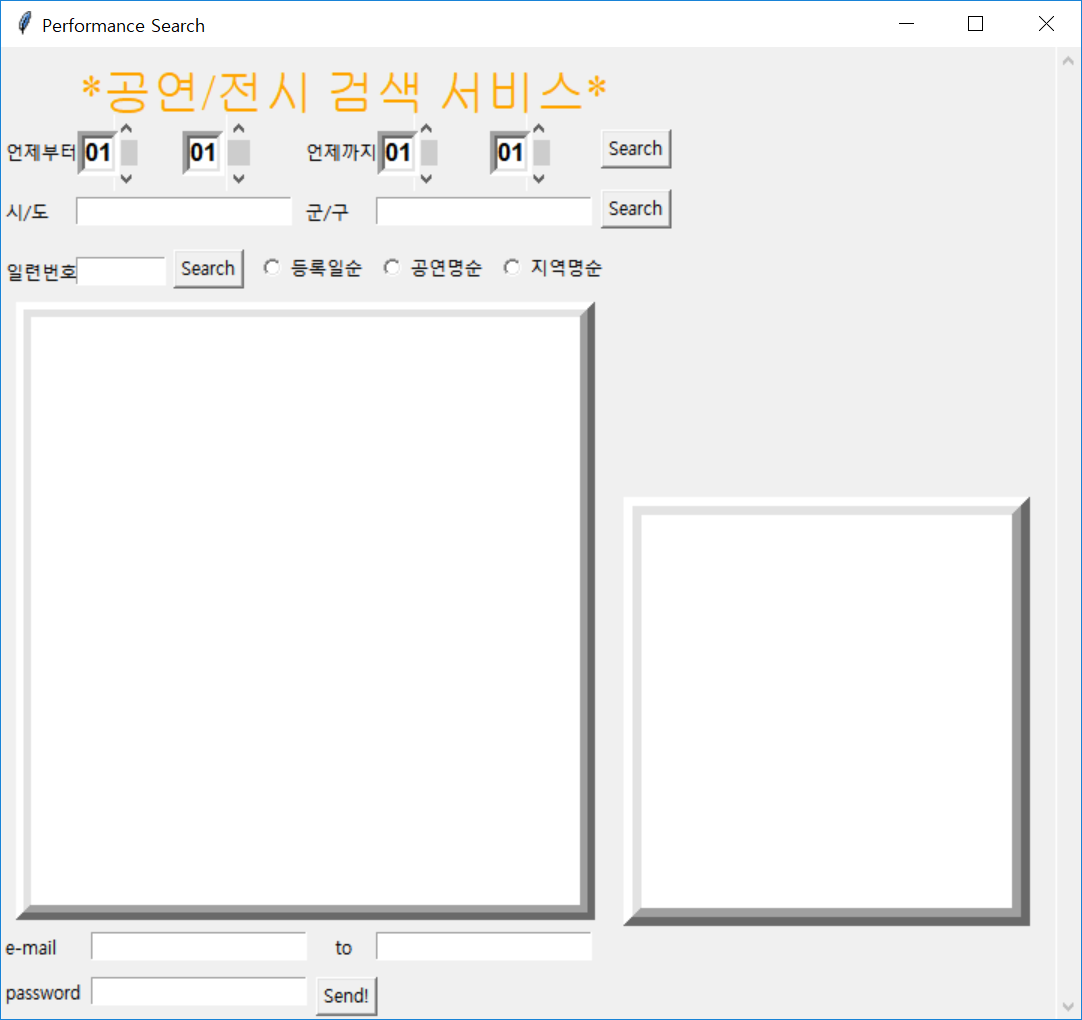 Performance Search
*공연/전시 검색 서비스*
언제부터 01 01 언제까지 01 01 Search
시/도 군/구 Search
일련번호 Search 등록일순 공연명순 지역명순
e-mail to
password Send!